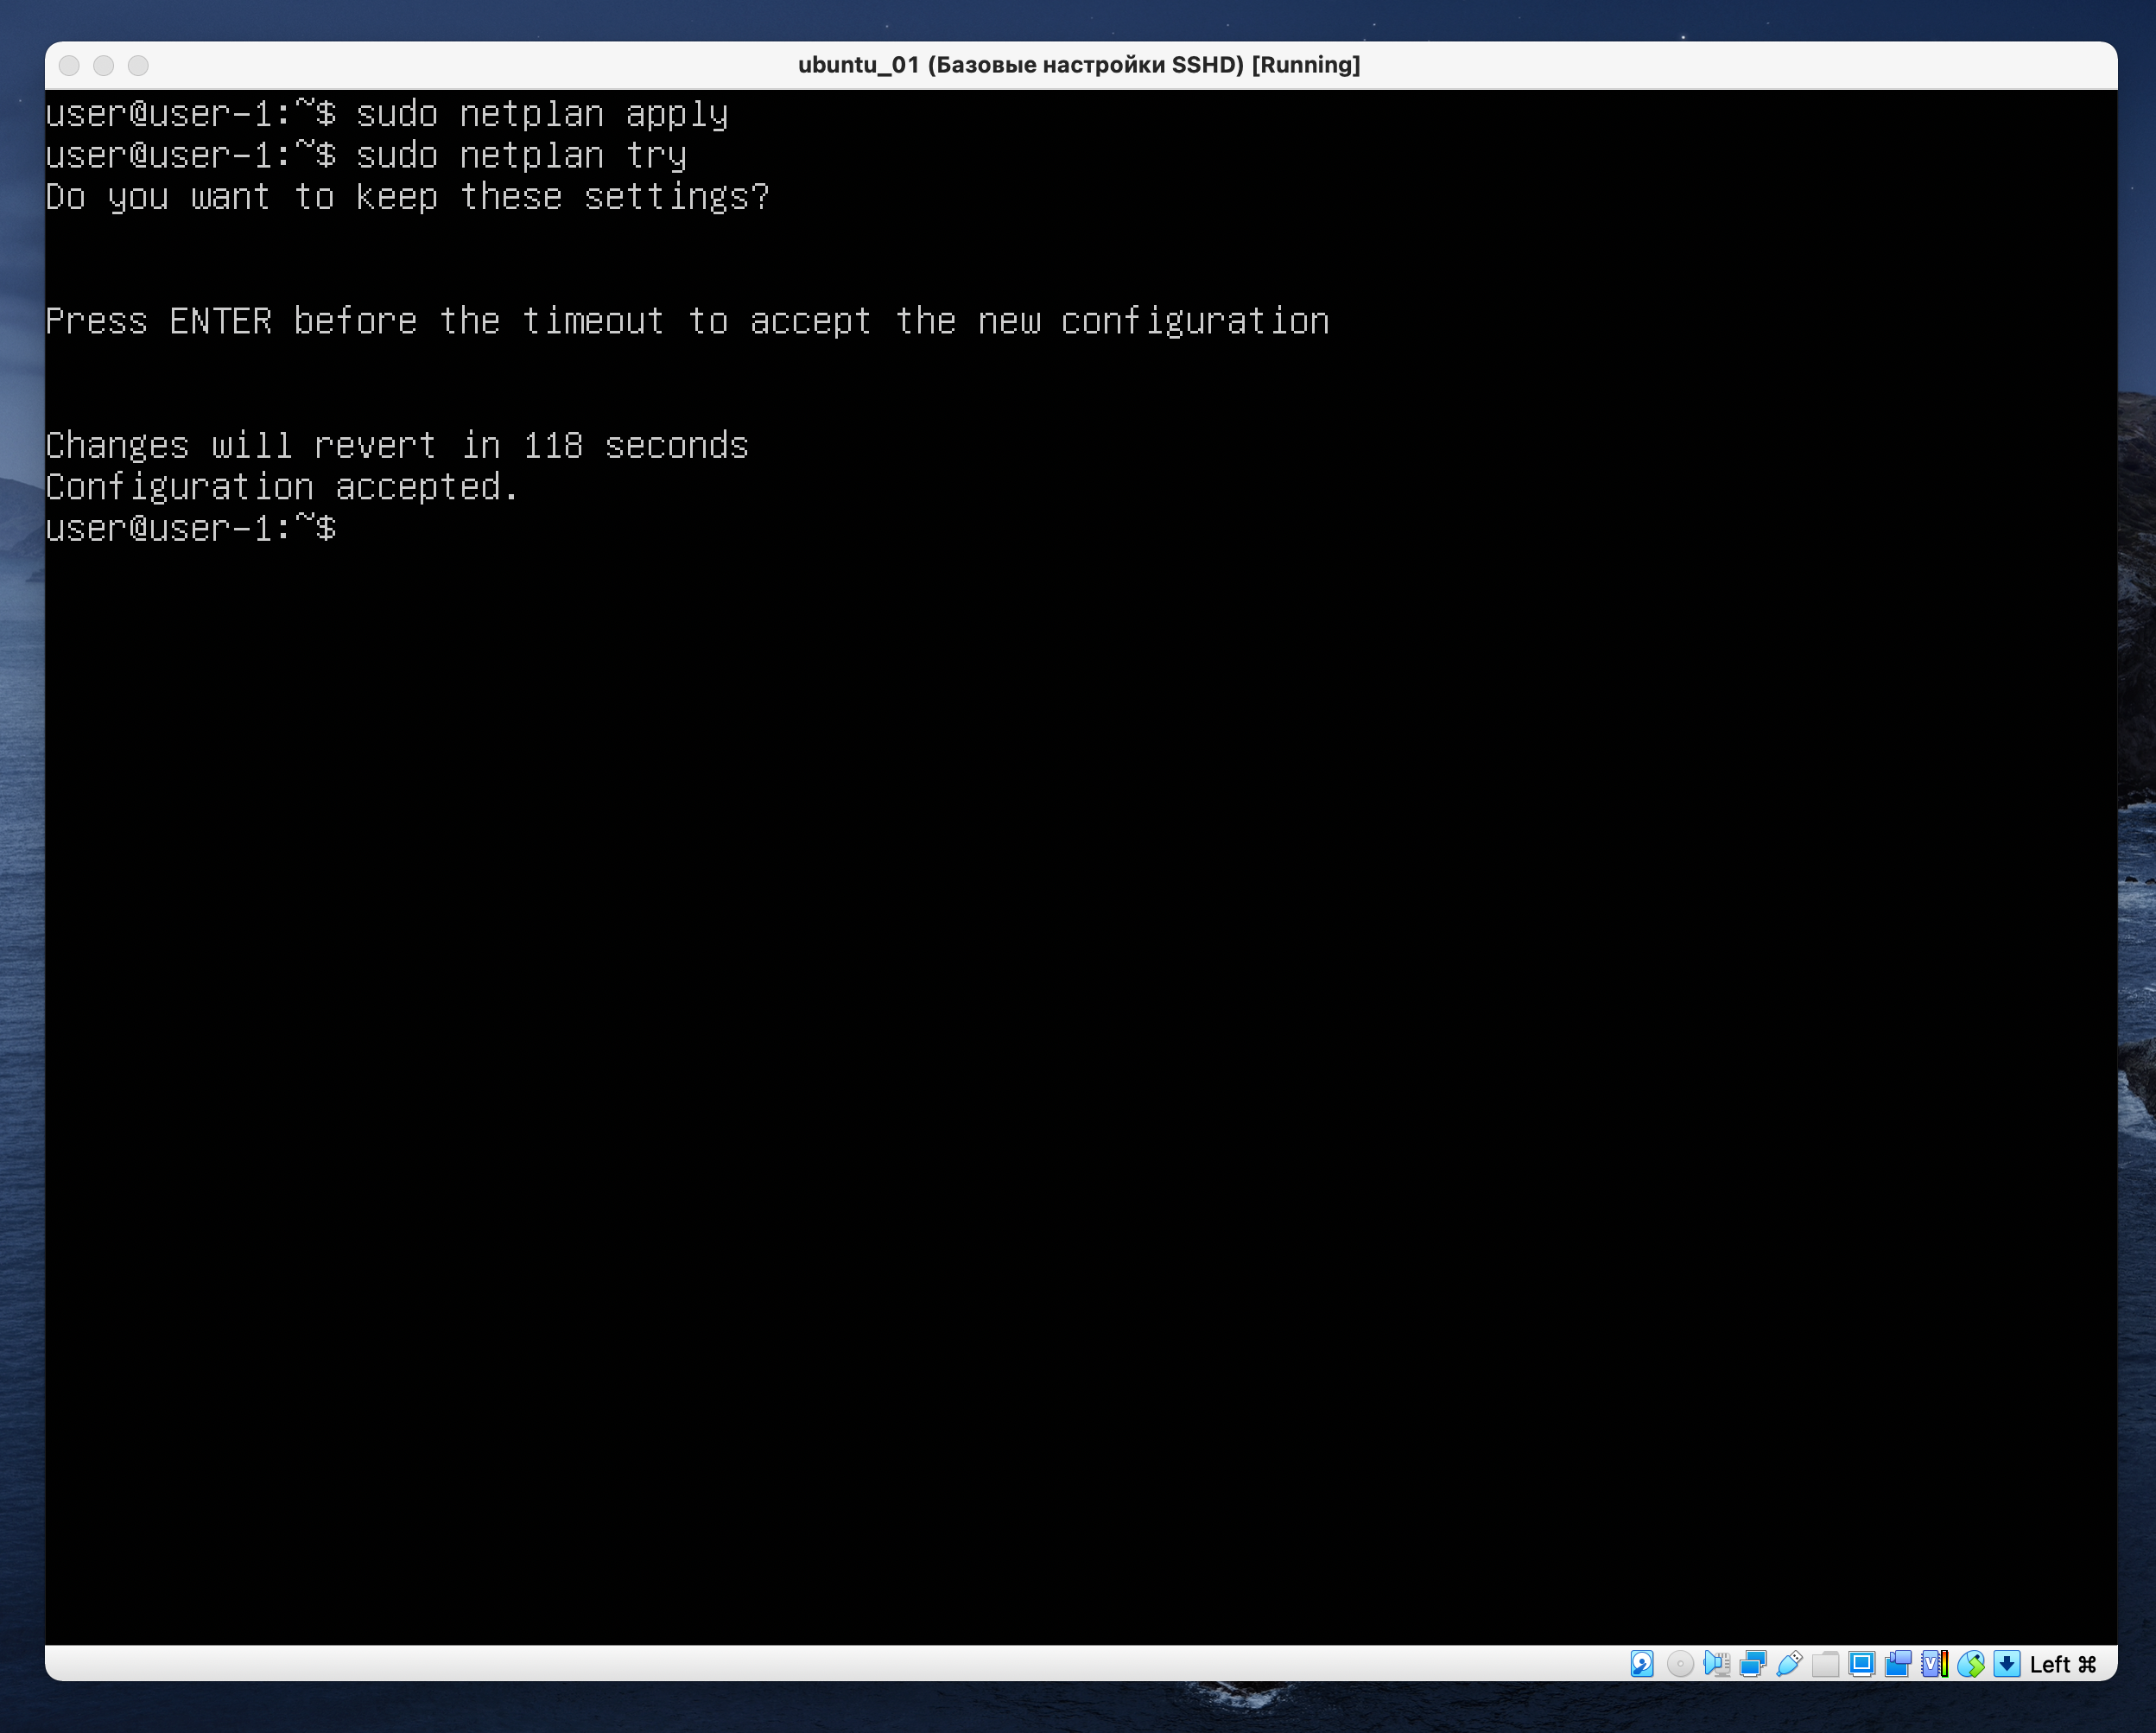 ubuntu_01 (Базовые настройки SSHD) [Running]
user@user-1:~$ sudo netplan apply
user@user-1:~$ sudo netplan try
Do you want to keep these settings?
Press ENTER before the timeout to accept the new configuration
Changes will revert in 118 seconds
Configuration accepted.
user@user-1:~$
Left ⌘